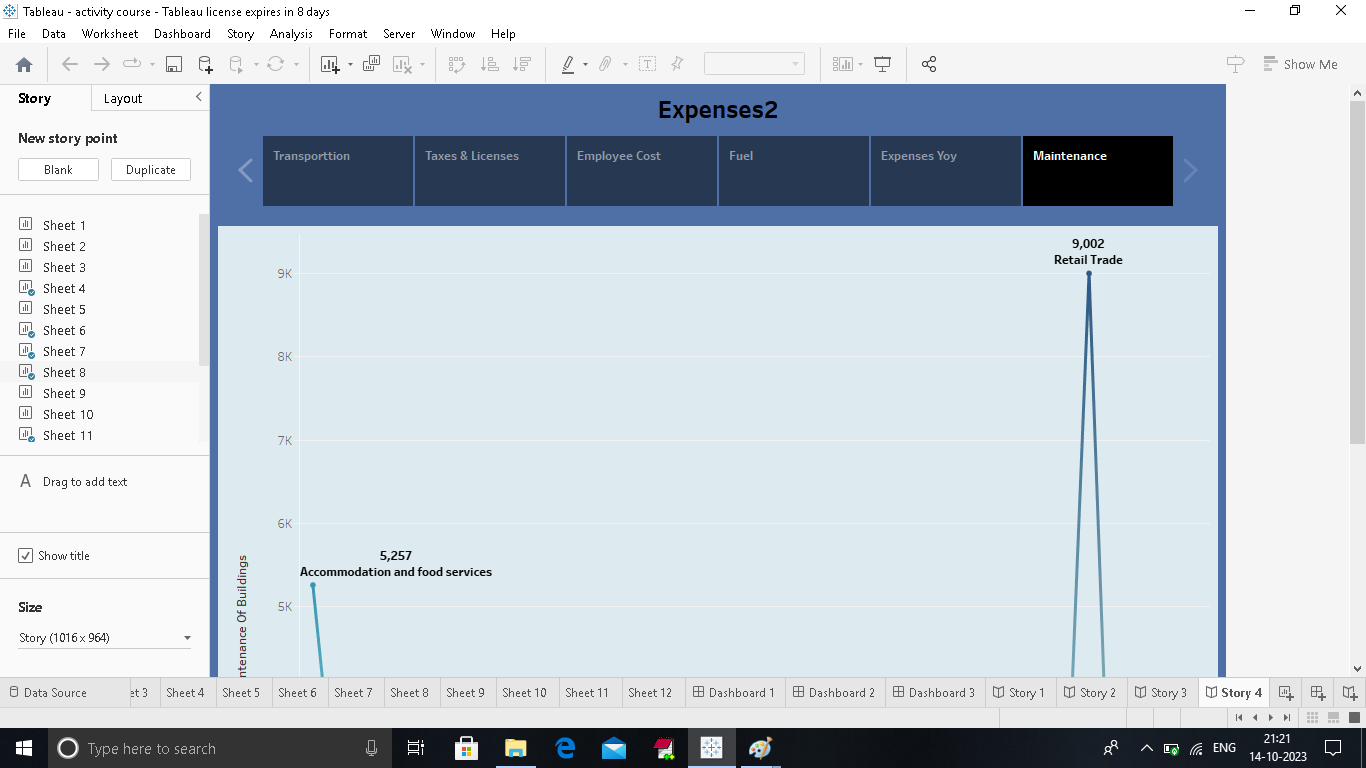 Tableau - activity course - Tableau license expires in 8 days
File Data Worksheet Dashboard Story Analysis Format Server Window Help
Show Me
Story Layout
New story point
Blank Duplicate
Sheet 1
Sheet 2
Sheet 3
Sheet 4
Sheet 5
Sheet 6
Sheet 7
Sheet 8
Sheet 9
Sheet 10
Sheet 11
A Drag to add text
Show title
Size
Story (1016 x 964)
Expenses2
Transporttion Taxes & Licenses Employee Cost Fuel Expenses Yoy Maintenance
9,002
Retail Trade
9K
8K
7K
6K
5K
5,257
Accommodation and food services
ntenance Of Buildings
Data Source et 3 Sheet 4 Sheet 5 Sheet 6 Sheet 7 Sheet 8 Sheet 9 Sheet 10 Sheet 11 Sheet 12 Dashboard 1 Dashboard 2 Dashboard 3 Story 1 Story 2 Story 3 Story 4
Type here to search
ENG
21:21
14-10-2023